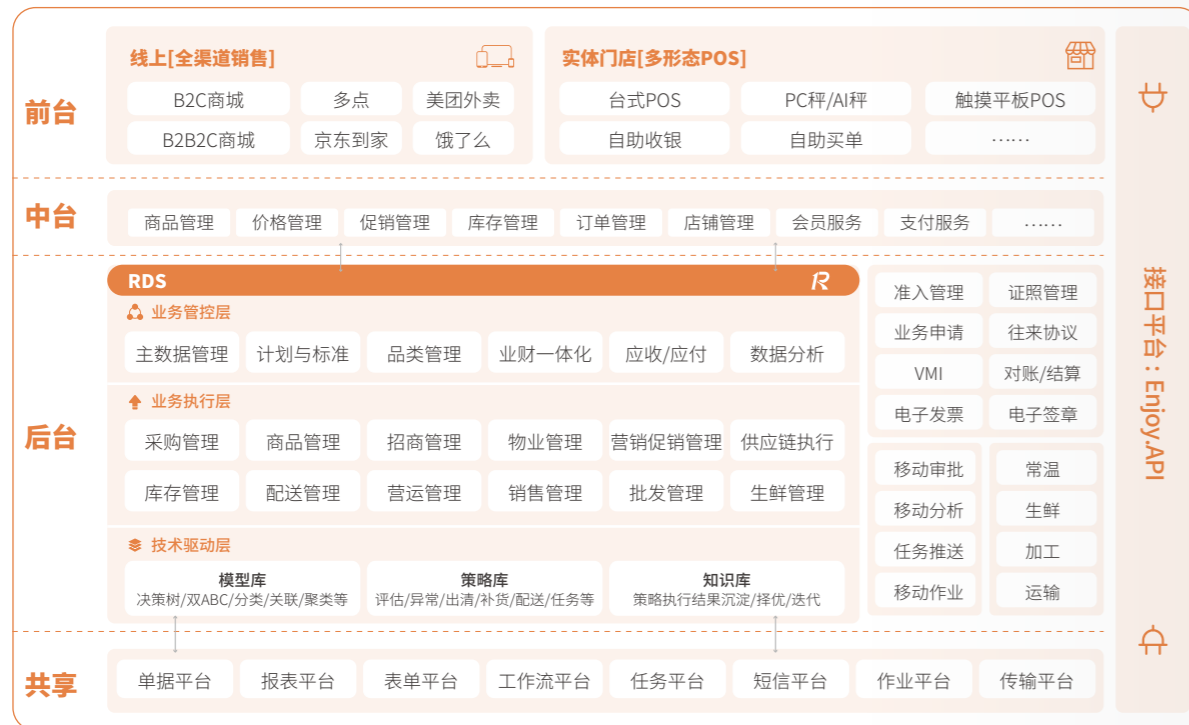 前台
线上[全渠道销售]
B2C商城
多点
美团外卖
B2B2C商城
京东到家
饿了么
实体门店[多形态POS]
台式POS
PC秤/AI秤
触摸平板POS
自助收银
自助买单
……
中台
商品管理
价格管理
促销管理
库存管理
订单管理
店铺管理
会员服务
支付服务
……
后台
RDS
业务管控层
主数据管理
计划与标准
品类管理
业财一体化
应收/应付
数据分析
业务执行层
采购管理
商品管理
招商管理
物业管理
营销促销管理
供应链执行
库存管理
配送管理
营运管理
销售管理
批发管理
生鲜管理
技术驱动层
模型库
决策树/双ABC/分类/关联/聚类等
策略库
评估/异常/出清/补货/配送/任务等
知识库
策略执行结果沉淀/择优/迭代
准入管理
证照管理
业务申请
往来协议
VMI
对账/结算
电子发票
电子签章
移动审批
移动分析
任务推送
移动作业
常温
生鲜
加工
运输
共享
单据平台
报表平台
表单平台
工作流平台
任务平台
短信平台
作业平台
传输平台
接口平台：Enjoy.API